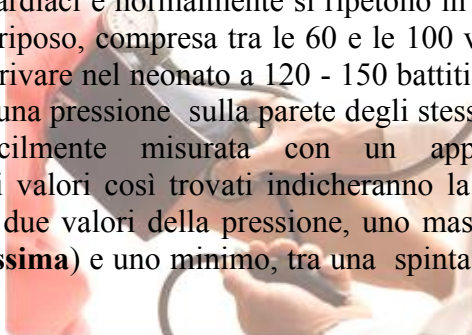 ardiaci e normalmente si ripetono in
riposo, compresa tra le 60 e le 100 v
rivare nel neonato a 120 - 150 battiti
una pressione sulla parete degli stess
cilmente misurata con un app
i valori così trovati indicheranno la
due valori della pressione, uno mas
ssima) e uno minimo, tra una spinta